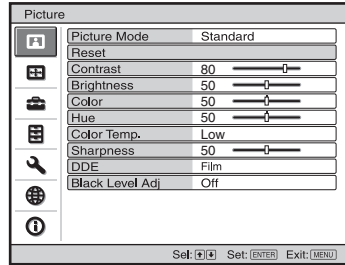 Picture
Picture Mode Standard
Reset
Contrast 80
Brightness 50
Color 50
Hue 50
Color Temp. Low
Sharpness 50
DDE Film
Black Level Adj Off
Sel: Set: ENTER Exit: MENU